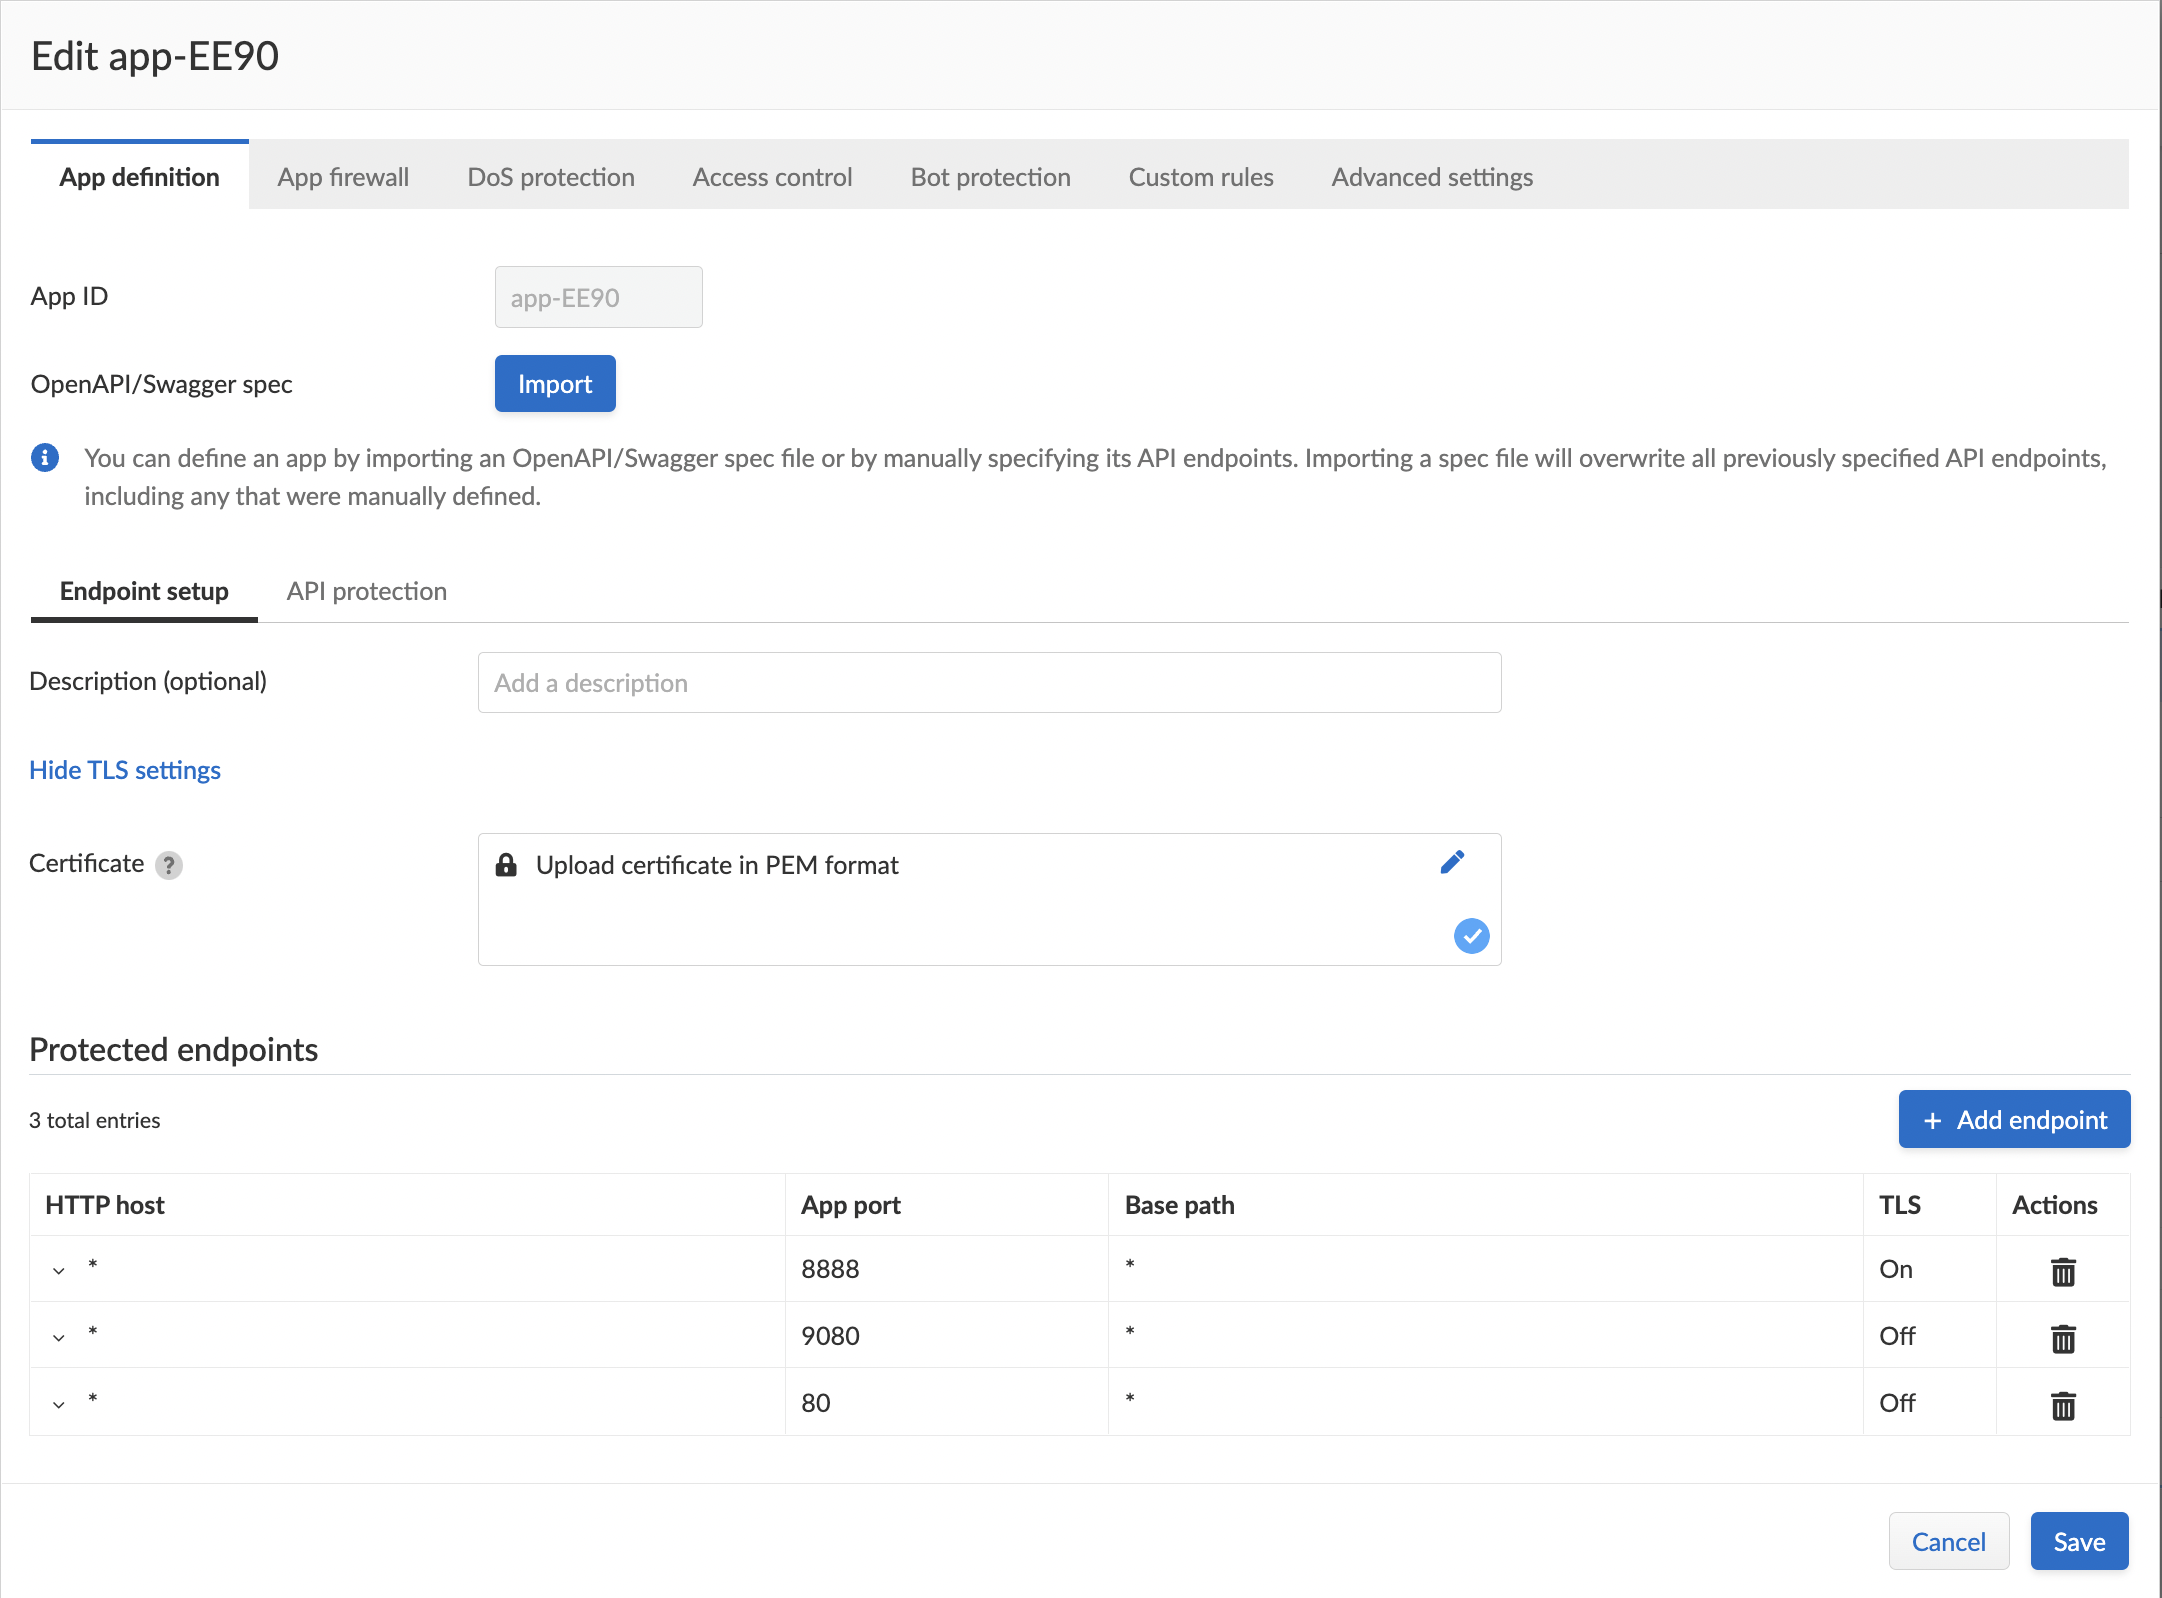 Edit app-EE90
App definition App firewall DoS protection Access control Bot protection Custom rules Advanced settings
App ID app-EE90
OpenAPI/Swagger spec Import
You can define an app by importing an OpenAPI/Swagger spec file or by manually specifying its API endpoints. Importing a spec file will overwrite all previously specified API endpoints,
including any that were manually defined.
Endpoint setup API protection
Description (optional) Add a description
Hide TLS settings
Certificate ? Upload certificate in PEM format
Protected endpoints
3 total entries + Add endpoint
HTTP host App port Base path TLS Actions
* 8888 * On
* 9080 * Off
* 80 * Off
Cancel Save